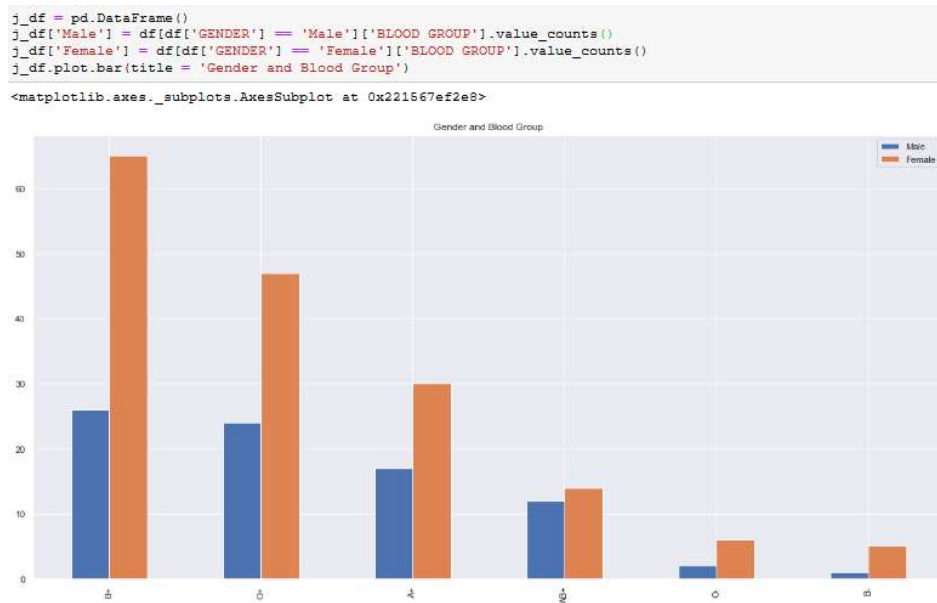 j_df = pd.DataFrame()
j_df['Male'] = df[df['GENDER'] == 'Male']['BLOOD GROUP'].value_counts()
j_df['Female'] = df[df['GENDER'] == 'Female']['BLOOD GROUP'].value_counts()
j_df.plot.bar(title = 'Gender and Blood Group')
<matplotlib.axes._subplots.AxesSubplot at 0x221567ef2e8>
Gender and Blood Group
Male
Female
60
50
40
30
20
10
0
B+
O+
A+
AB+
O-
B-